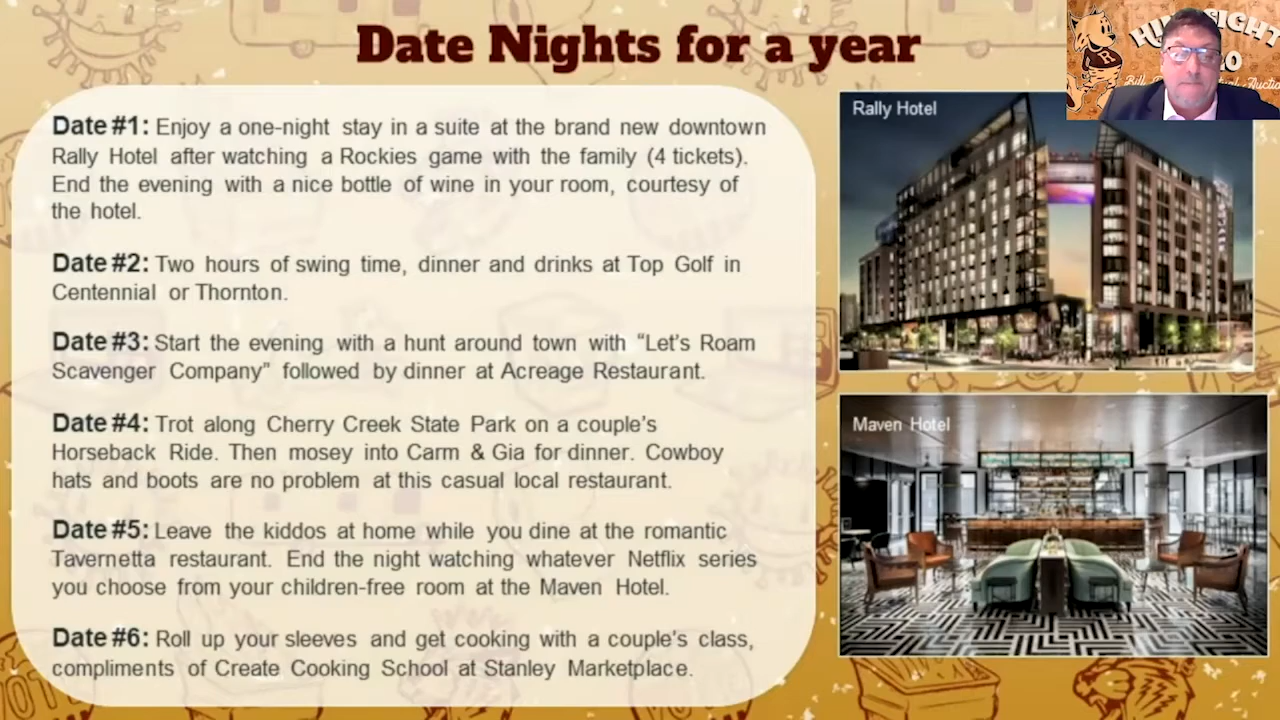 Date Nights for a year
Date #1: Enjoy a one-night stay in a suite at the brand new downtown
Rally Hotel after watching a Rockies game with the family (4 tickets).
End the evening with a nice bottle of wine in your room, courtesy of
the hotel.
Date #2: Two hours of swing time, dinner and drinks at Top Golf in
Centennial or Thornton.
Date #3: Start the evening with a hunt around town with “Let’s Roam
Scavenger Company” followed by dinner at Acreage Restaurant.
Date #4: Trot along Cherry Creek State Park on a couple’s
Horseback Ride. Then mosey into Carm & Gia for dinner. Cowboy
hats and boots are no problem at this casual local restaurant.
Date #5: Leave the kiddos at home while you dine at the romantic
Tavernetta restaurant. End the night watching whatever Netflix series
you choose from your children-free room at the Maven Hotel.
Date #6: Roll up your sleeves and get cooking with a couple's class,
compliments of Create Cooking School at Stanley Marketplace.
Rally Hotel
Maven Hotel